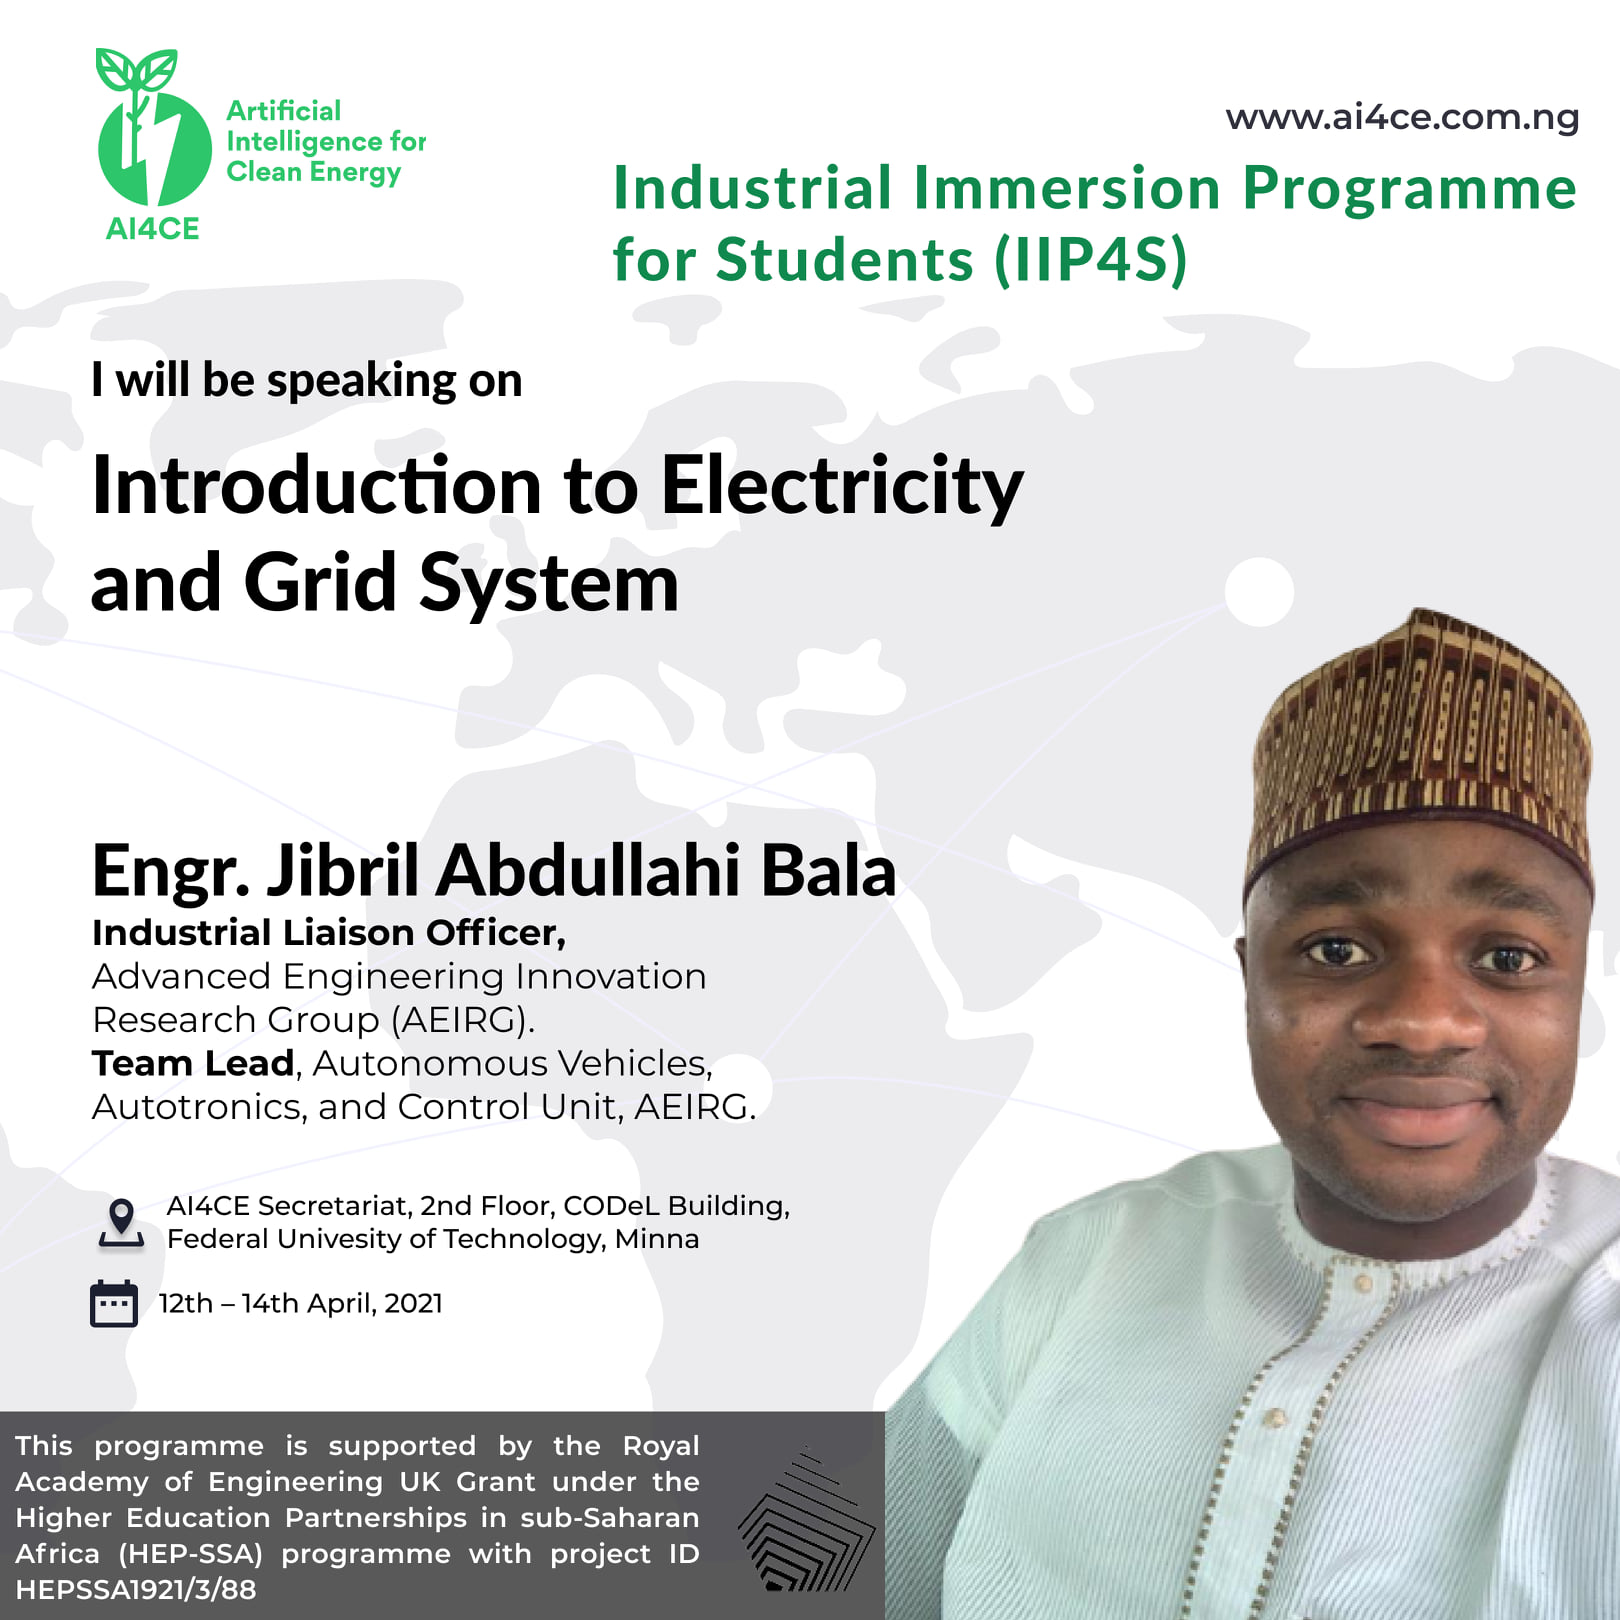 Artificial
Intelligence for
Clean Energy
AI4CE
www.ai4ce.com.ng
Industrial Immersion Programme
for Students (IIP4S)
I will be speaking on
Introduction to Electricity
and Grid System
Engr. Jibril Abdullahi Bala
Industrial Liaison Officer,
Advanced Engineering Innovation
Research Group (AEIRG).
Team Lead, Autonomous Vehicles,
Autotronics, and Control Unit, AEIRG.
AI4CE Secretariat, 2nd Floor, CODeL Building,
Federal Univesity of Technology, Minna
12th – 14th April, 2021
This programme is supported by the Royal
Academy of Engineering UK Grant under the
Higher Education Partnerships in sub-Saharan
Africa (HEP-SSA) programme with project ID
HEPSSA1921/3/88